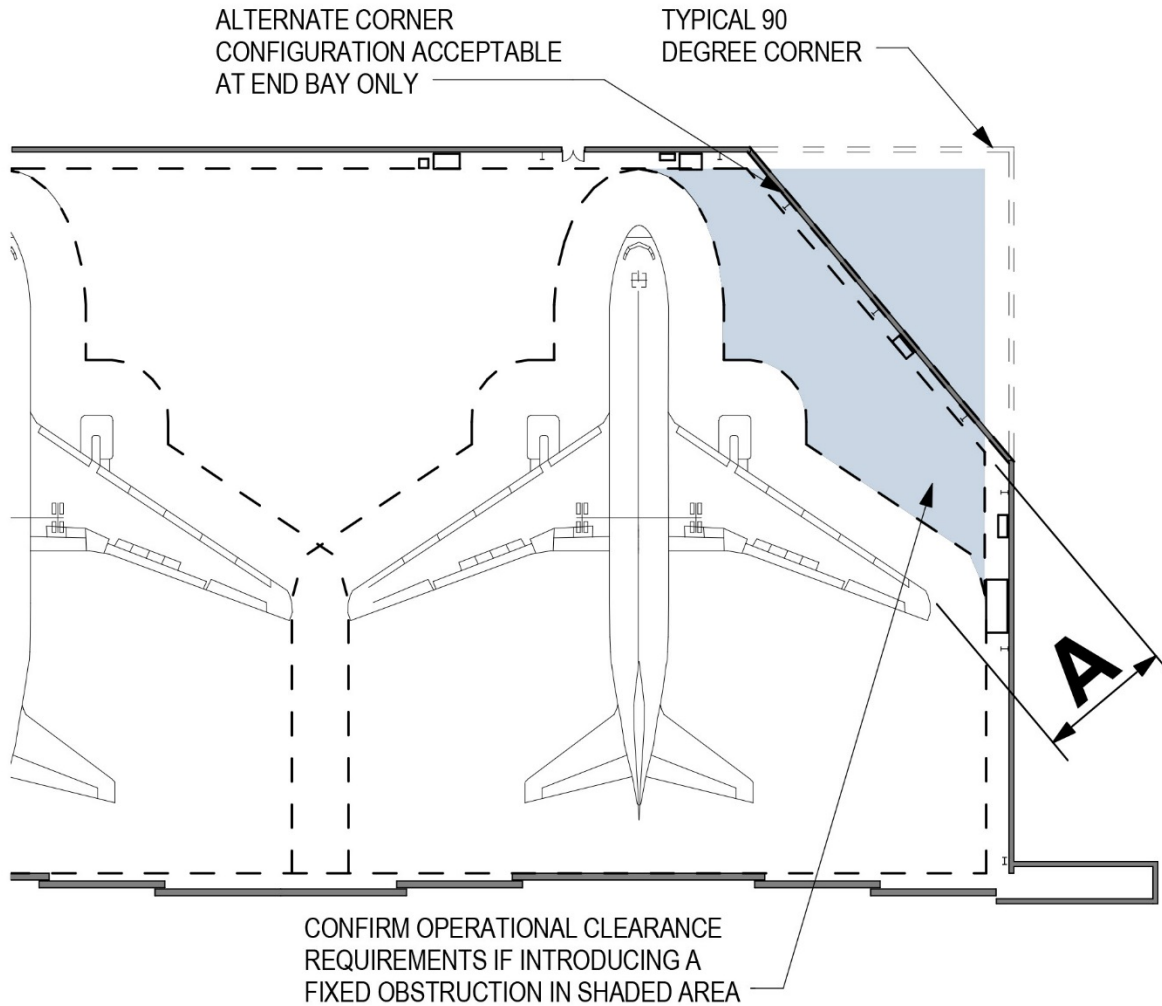 ALTERNATE CORNER
CONFIGURATION ACCEPTABLE
AT END BAY ONLY
TYPICAL 90
DEGREE CORNER
A
CONFIRM OPERATIONAL CLEARANCE
REQUIREMENTS IF INTRODUCING A
FIXED OBSTRUCTION IN SHADED AREA